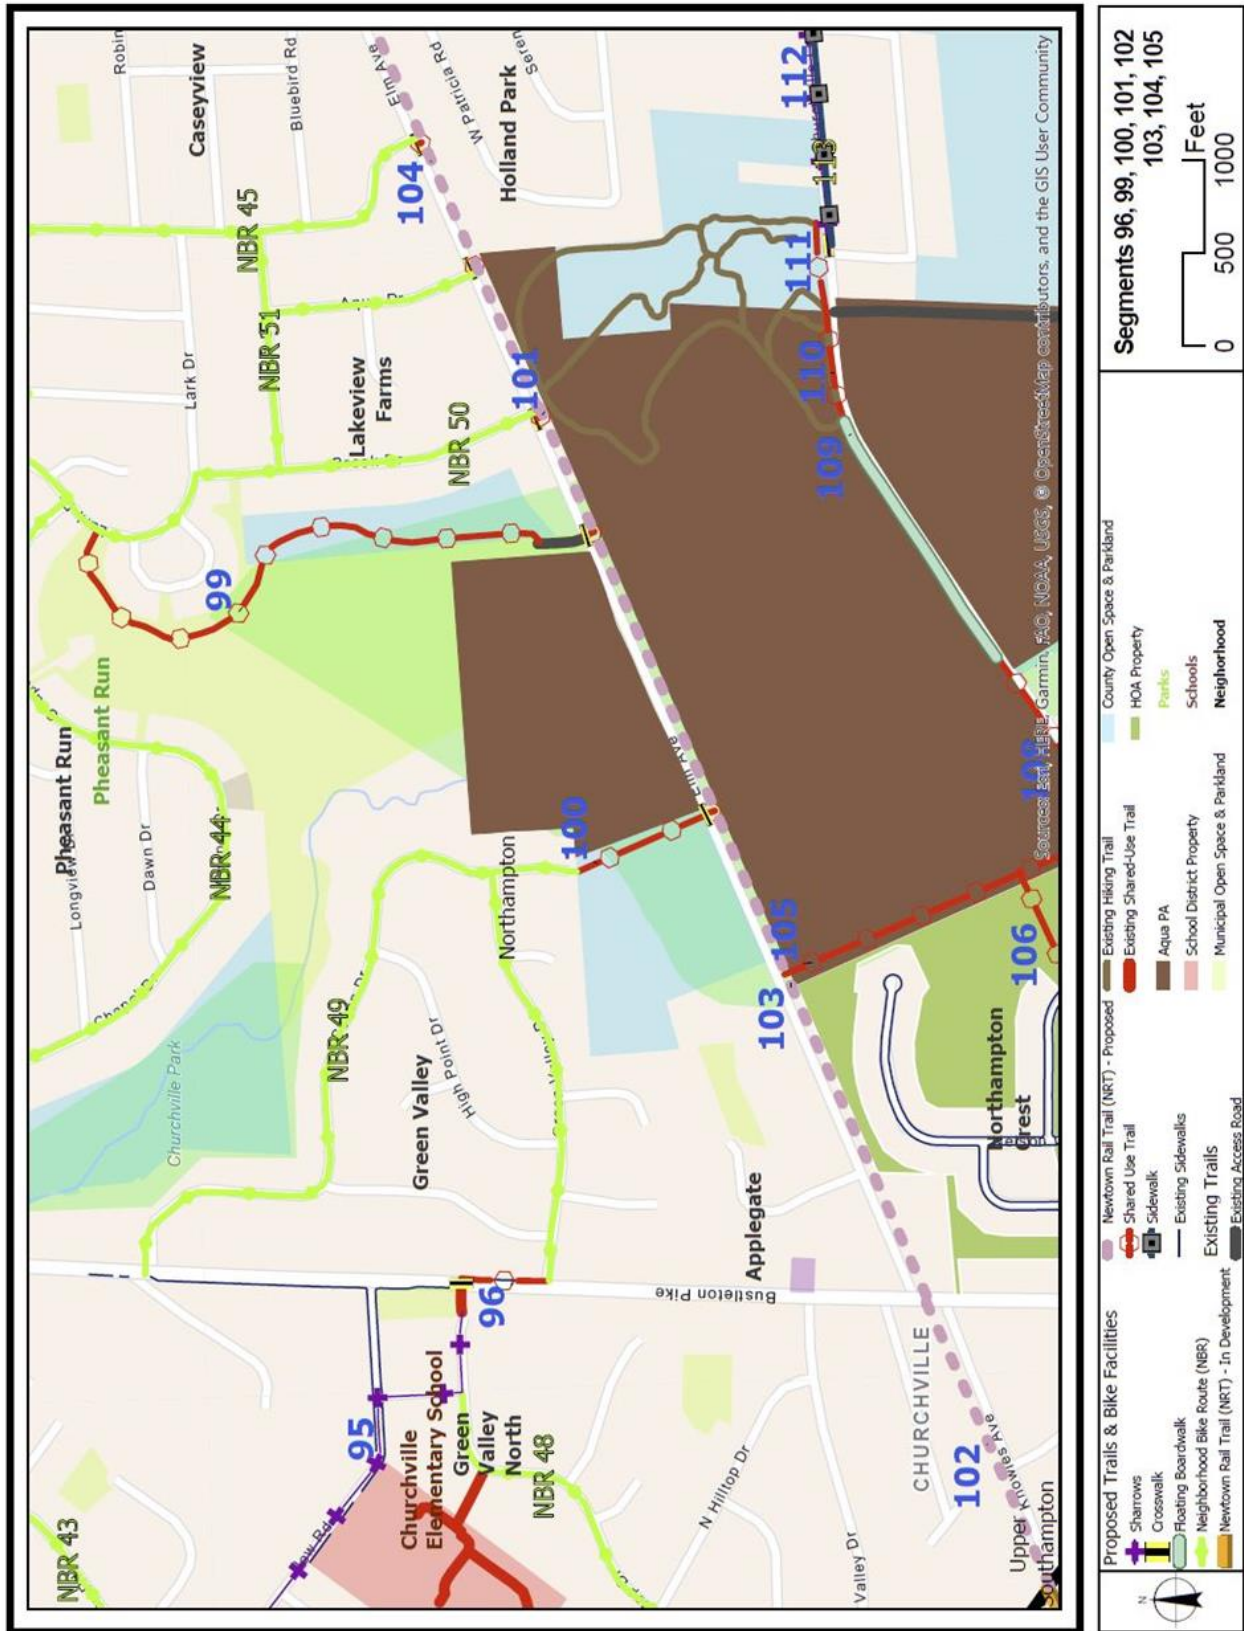 Robin
Caseyview
Bluebird Rd
Elm Ave
W Patricia Rd
Holland Park
Seren
112
113
104
NBR 45
NBR 51
Lark Dr
Lakeview
Farms
101
NBR 50
111
110
109
99
Pheasant Run
Pheasant Run
Dawn Dr
NBR 44
100
Elm Ave
Northampton
105
103
106
Churchville Park
NBR 49
High Point Dr
Green Valley
Northampton
Crest
Applegate
Bustleton Pike
96
95
Churchville
Elementary School
Green
Valley
North
NBR 48
NBR 43
N Hilltop Dr
CHURCHVILLE
102
Valley Dr
Upper
Southampton
Knowles Ave
Sources: Esri, HERE, Garmin, FAO, NOAA, USGS, © OpenStreetMap contributors, and the GIS User Community
Segments 96, 99, 100, 101, 102
103, 104, 105
Feet
0 500 1000
N
Proposed Trails & Bike Facilities
Sharrows
Crosswalk
Floating Boardwalk
Neighborhood Bike Route (NBR)
Newtown Rail Trail (NRT) - In Development
Newtown Rail Trail (NRT) - Proposed
Shared Use Trail
Sidewalk
Existing Sidewalks
Existing Trails
Existing Access Road
Existing Hiking Trail
Existing Shared-Use Trail
Aqua PA
School District Property
Municipal Open Space & Parkland
County Open Space & Parkland
HOA Property
Parks
Schools
Neighorhood